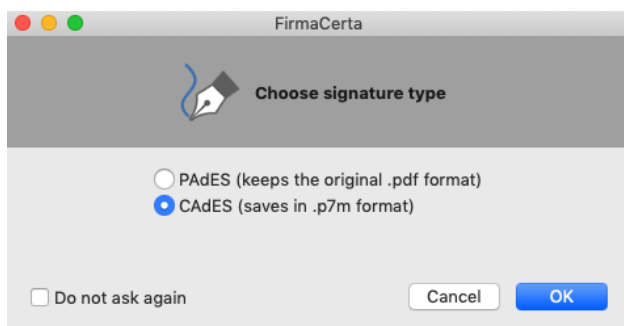 FirmaCerta
Choose signature type
PAdES (keeps the original .pdf format)
CAdES (saves in .p7m format)
Do not ask again
Cancel
OK